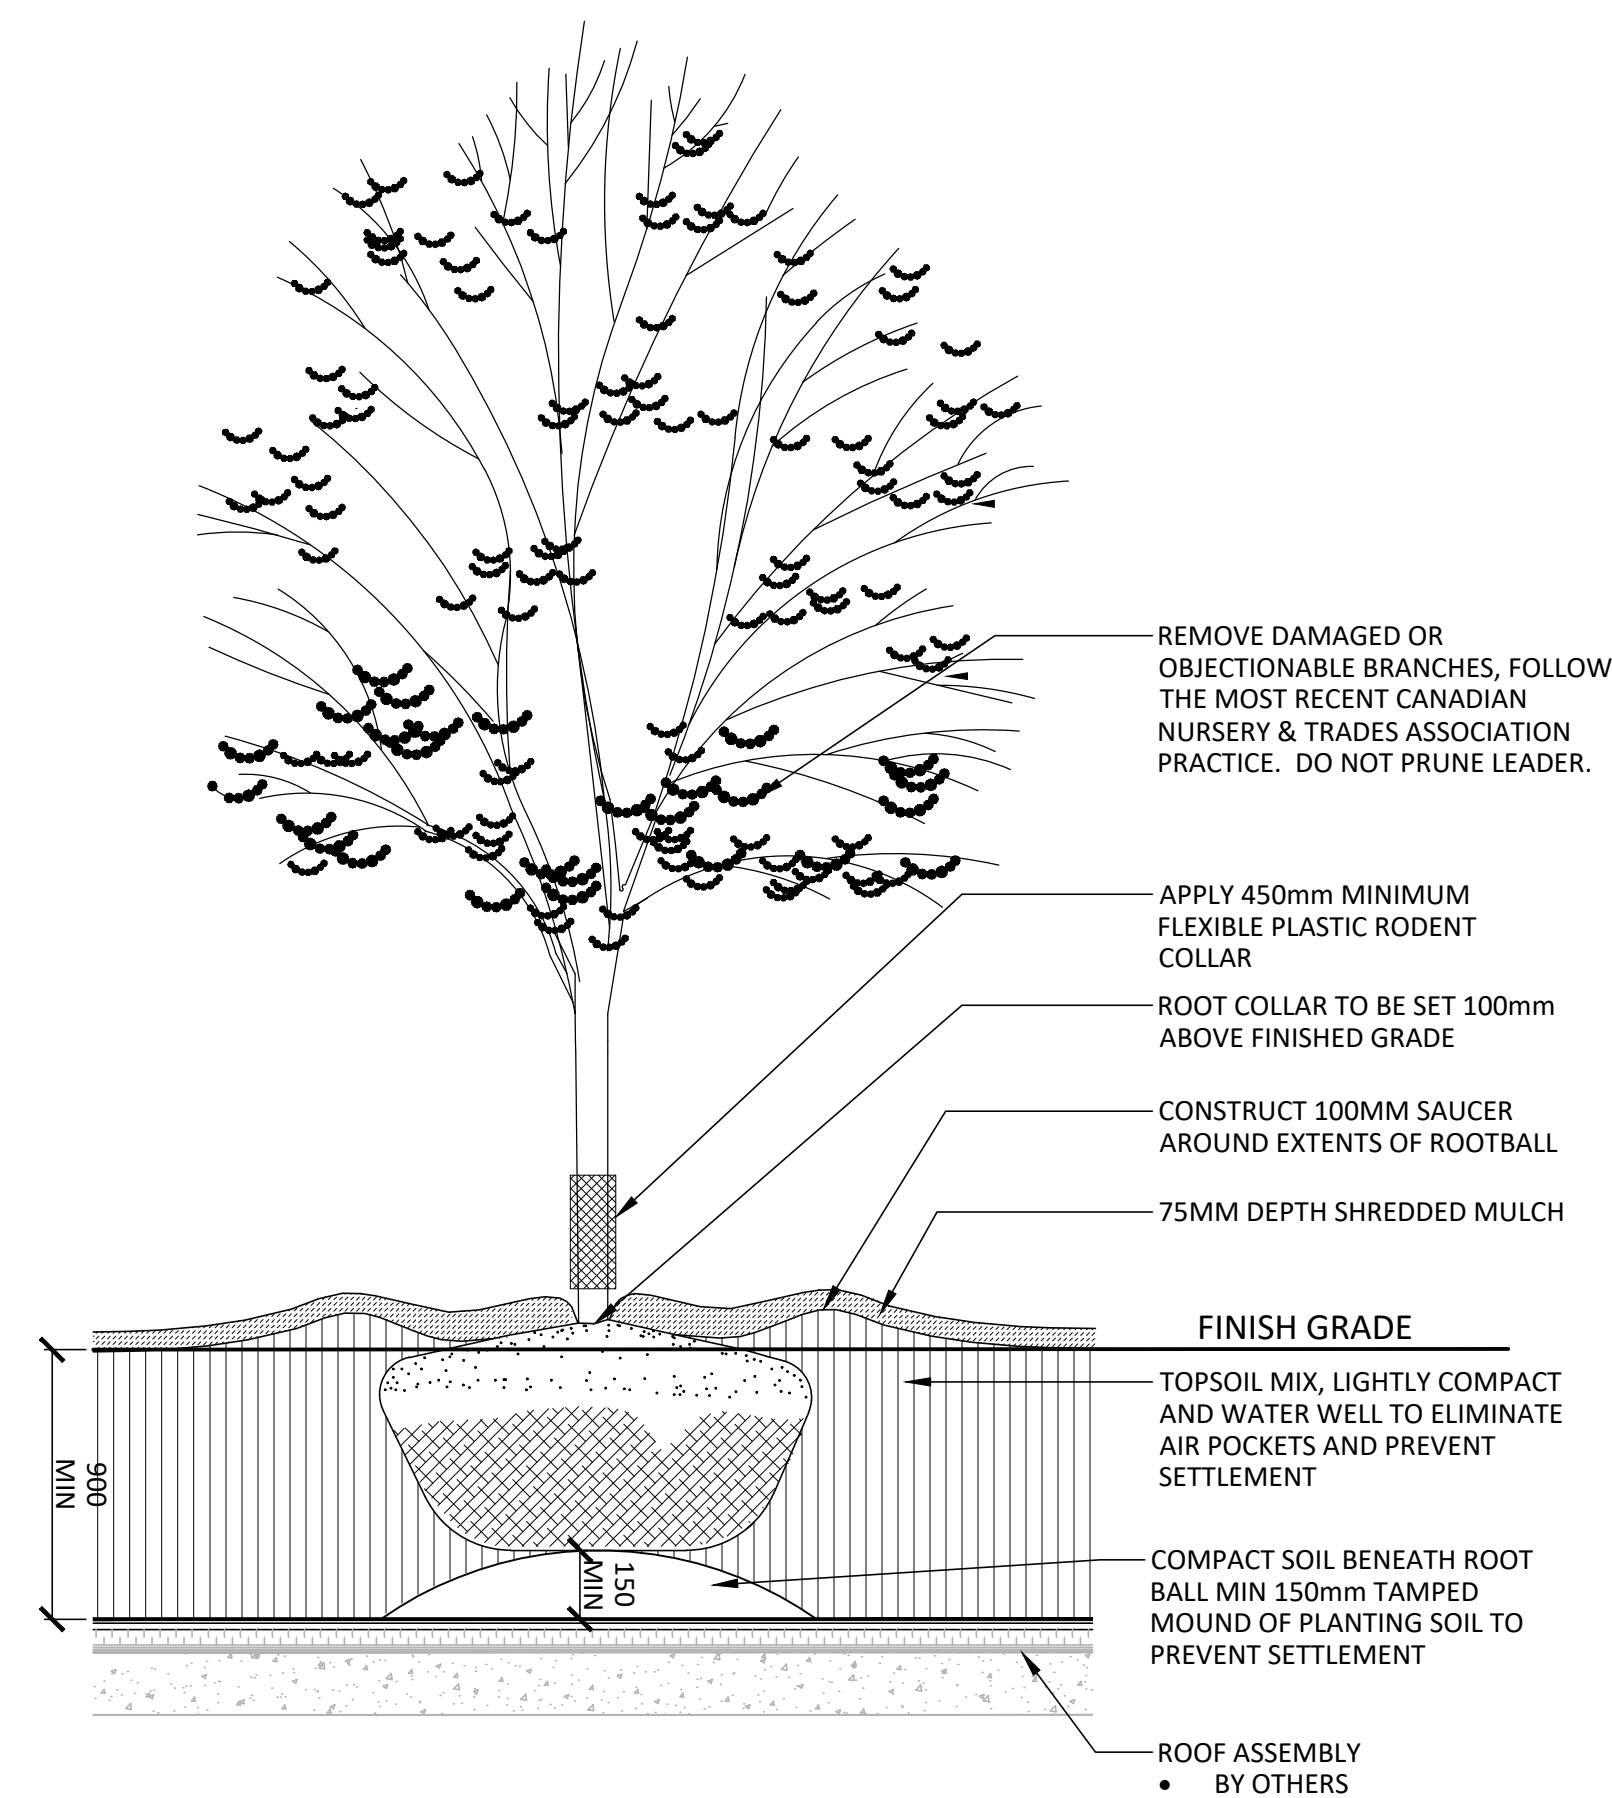 REMOVE DAMAGED OR
OBJECTIONABLE BRANCHES, FOLLOW
THE MOST RECENT CANADIAN
NURSERY & TRADES ASSOCIATION
PRACTICE. DO NOT PRUNE LEADER.
APPLY 450mm MINIMUM
FLEXIBLE PLASTIC RODENT
COLLAR
ROOT COLLAR TO BE SET 100mm
ABOVE FINISHED GRADE
CONSTRUCT 100MM SAUCER
AROUND EXTENTS OF ROOTBALL
75MM DEPTH SHREDDED MULCH
FINISH GRADE
TOPSOIL MIX, LIGHTLY COMPACT
AND WATER WELL TO ELIMINATE
AIR POCKETS AND PREVENT
SETTLEMENT
900
MIN
150
MIN
COMPACT SOIL BENEATH ROOT
BALL MIN 150mm TAMPED
MOUND OF PLANTING SOIL TO
PREVENT SETTLEMENT
ROOF ASSEMBLY
• BY OTHERS